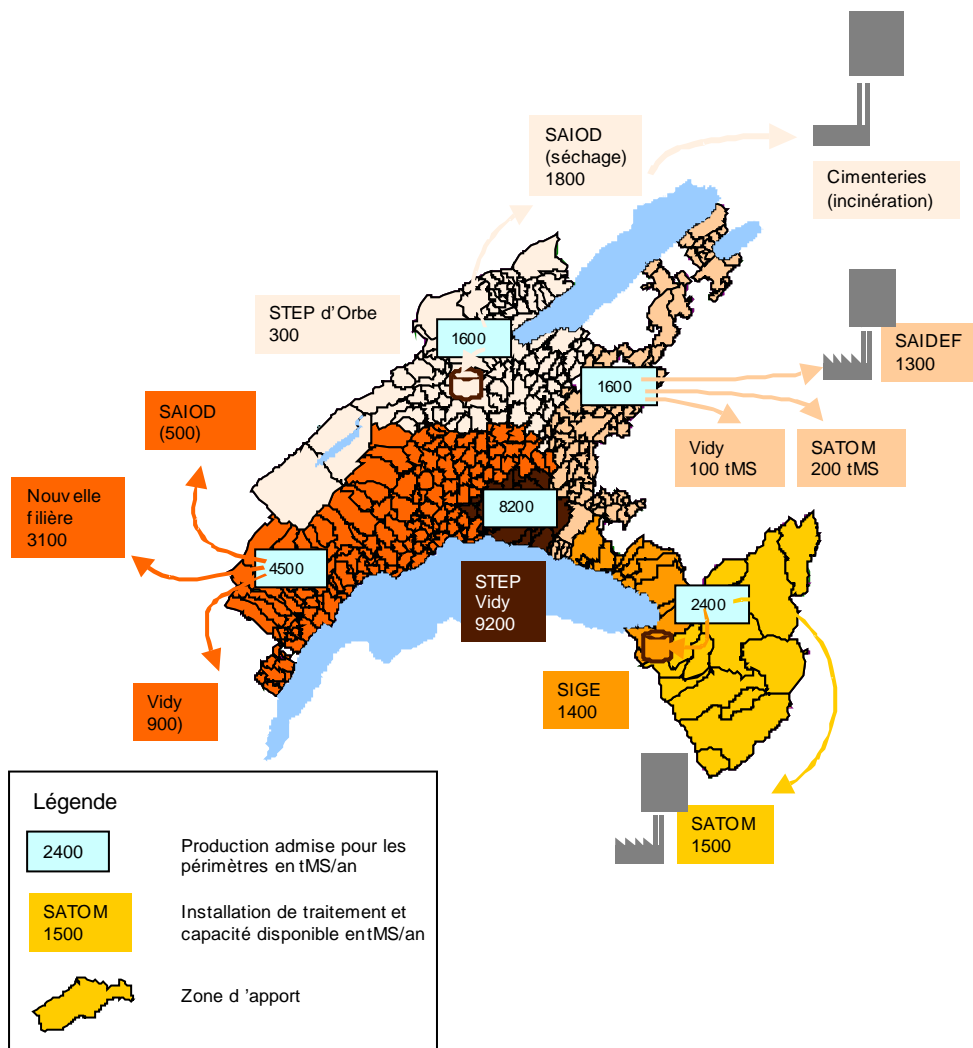 SAIOD
(séchage)
1800
Cimenteries
(incinération)
STEP d'Orbe
300
1600
SAIDEF
1300
1600
SAIOD
(500)
Vidy
100 tMS
SATOM
200 tMS
Nouvelle
filière
3100
8200
4500
STEP
Vidy
9200
2400
Vidy
900)
SIGE
1400
SATOM
1500
Légende
2400
Production admise pour les
périmètres en tMS/an
SATOM
1500
Installation de traitement et
capacité disponible entMS/an
Zone d 'apport